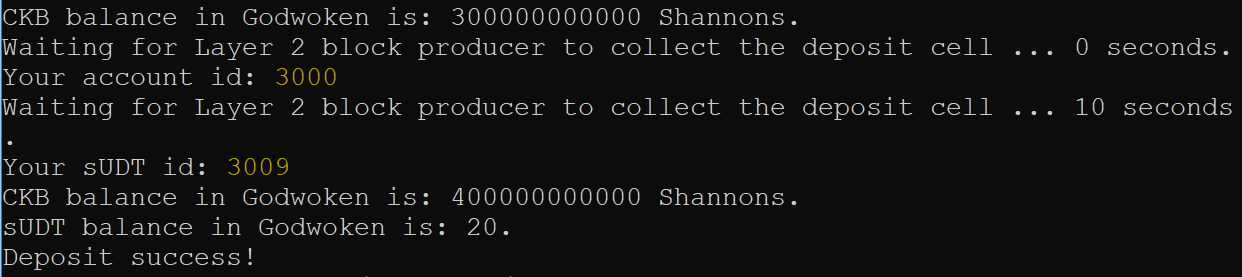 CKB balance in Godwoken is: 300000000000 Shannons.
Waiting for Layer 2 block producer to collect the deposit cell ... 0 seconds.
Your account id: 3000
Waiting for Layer 2 block producer to collect the deposit cell ... 10 seconds
.
Your sUDT id: 3009
CKB balance in Godwoken is: 400000000000 Shannons.
sUDT balance in Godwoken is: 20.
Deposit success!